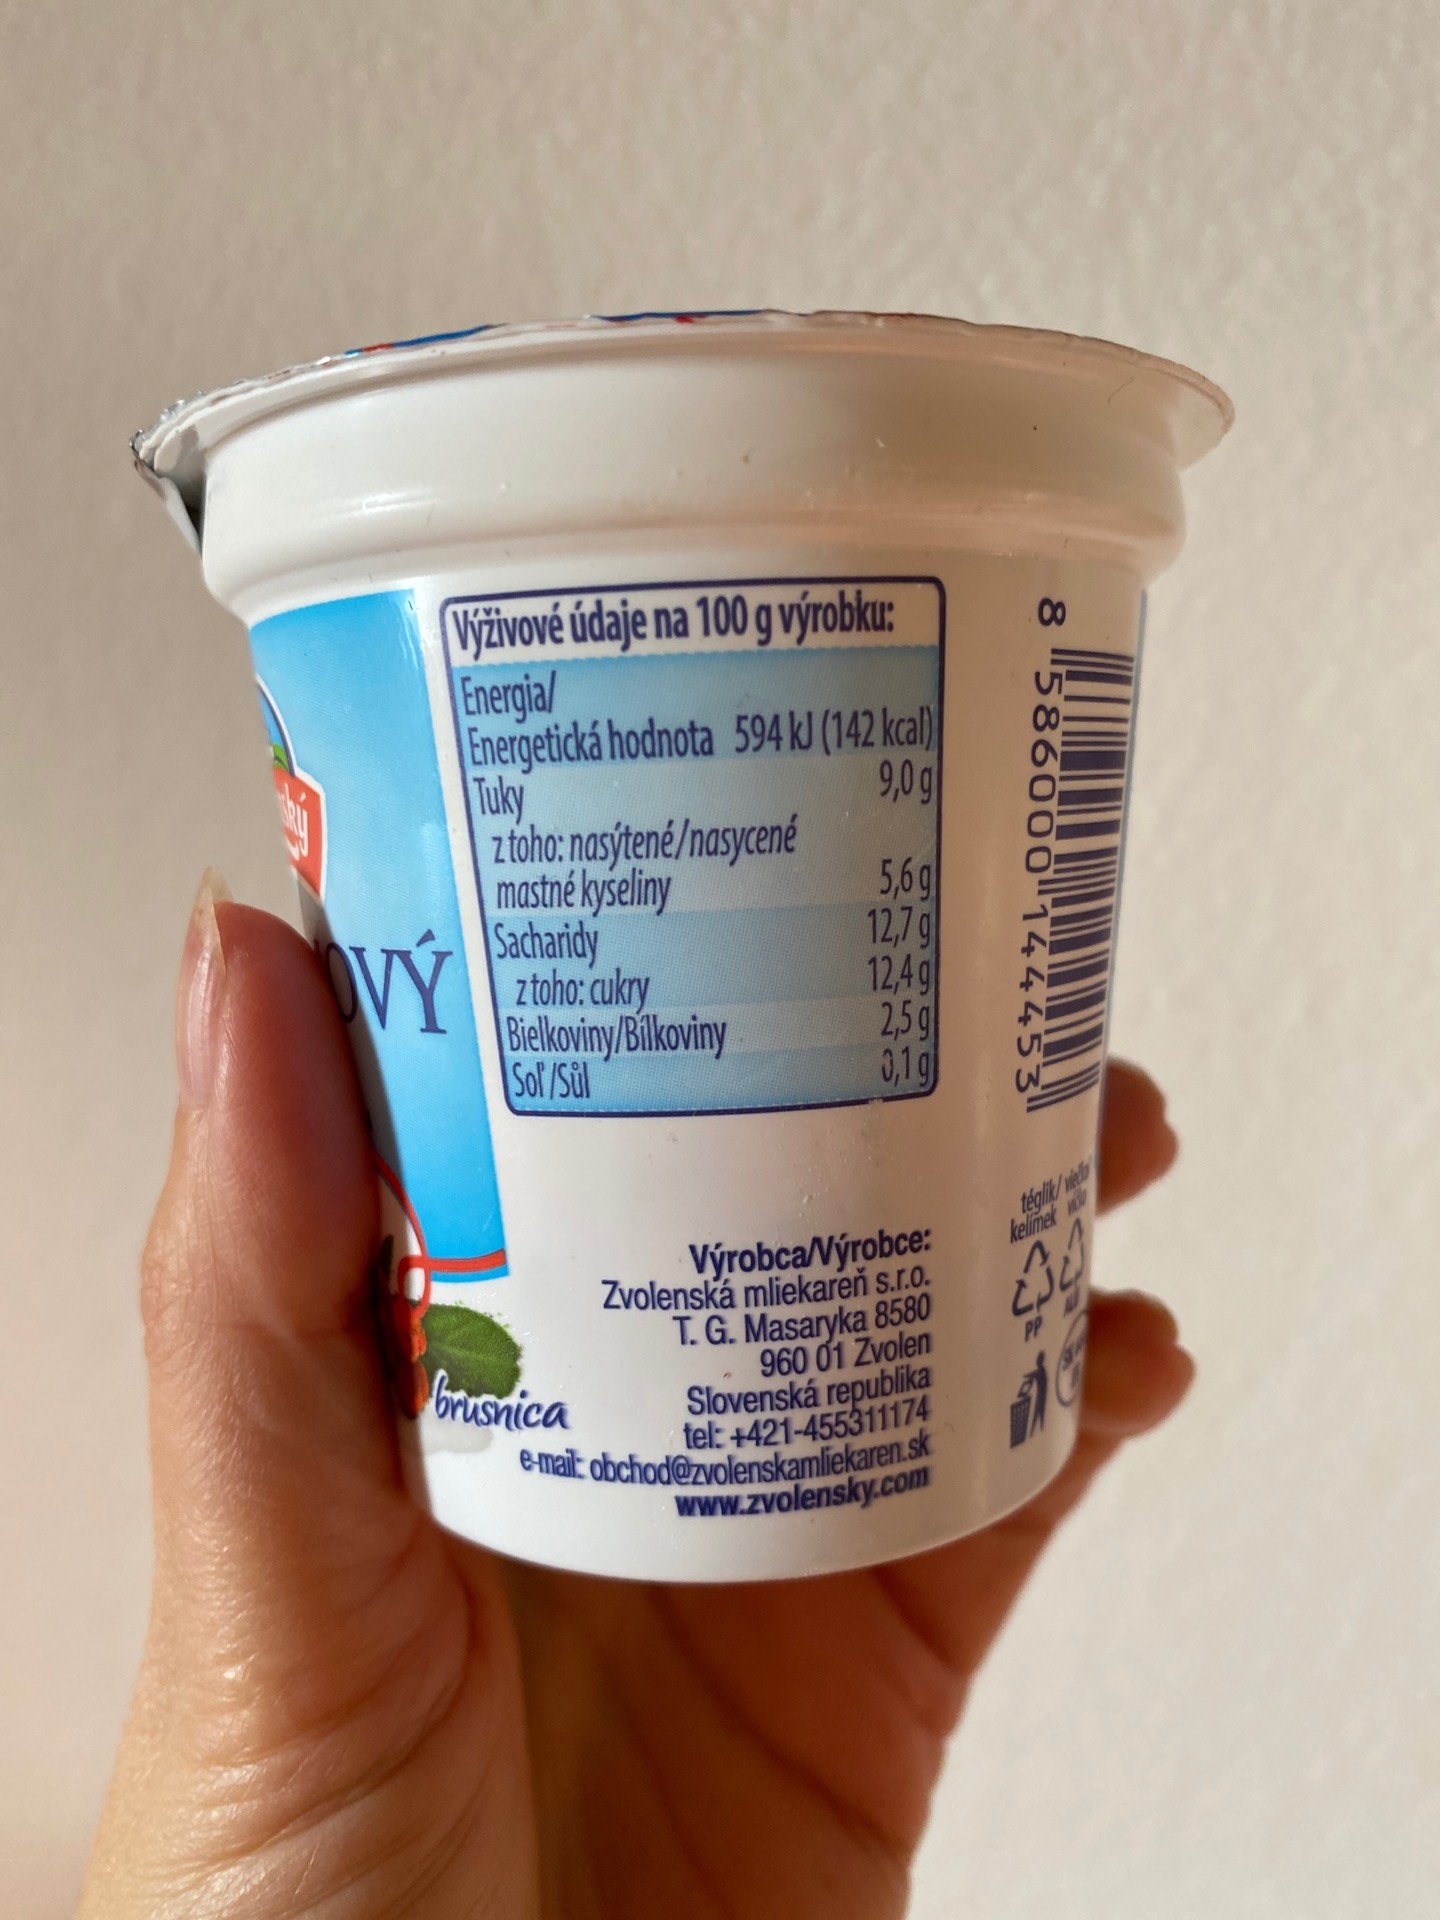 Výživové údaje na 100 g výrobku:
Energia/
Energetická hodnota 594 kJ (142 kcal)
Tuky 9,0 g
z toho: nasýtené/nasycené
mastné kyseliny 5,6 g
Sacharidy 12,7 g
z toho: cukry 12,4 g
Bielkoviny/Bílkoviny 2,5 g
Soľ/Sůl 0,1 g
brusnica
Výrobca/Výrobce:
Zvolenská mliekareň s.r.o.
T. G. Masaryka 8580
960 01 Zvolen
Slovenská republika
tel: +421-455311174
e-mail: obchod@zvolenskamliekaren.sk
www.zvolensky.com
8 586000 144453
téglik/
kelímek
PP
ALU